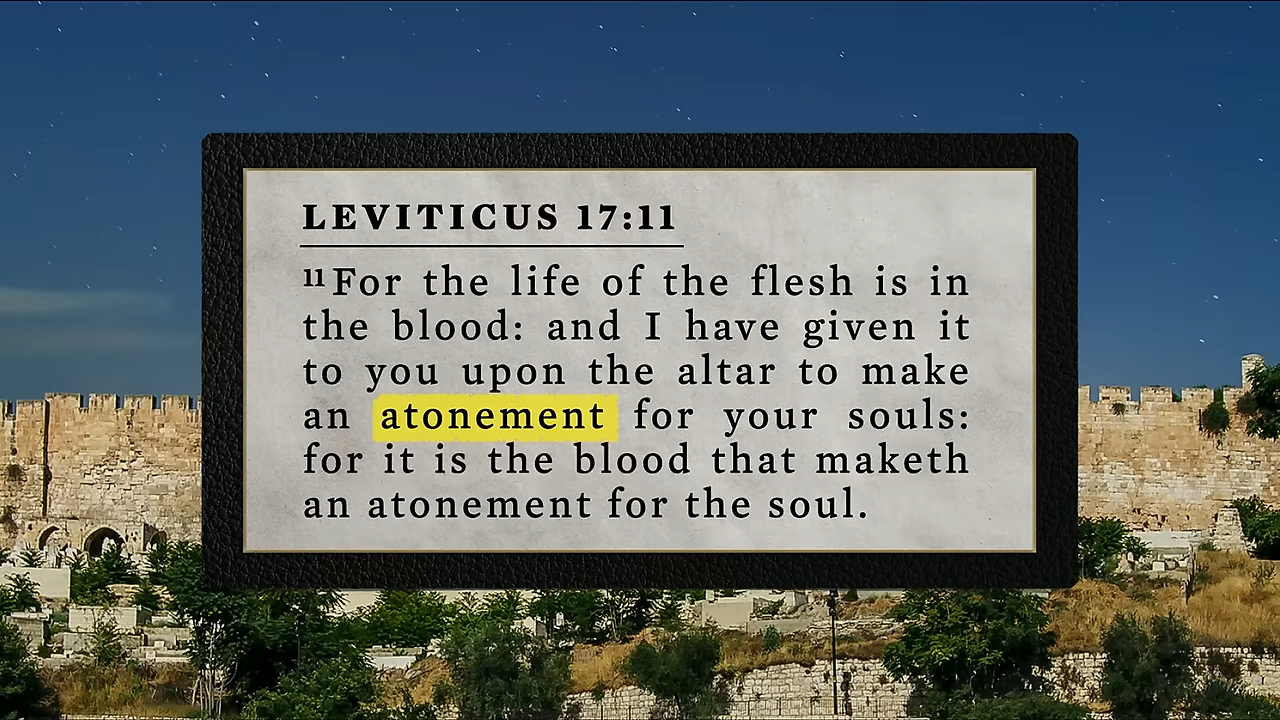 LEVITICUS 17:11
11 For the life of the flesh is in
the blood: and I have given it
to you upon the altar to make
an atonement for your souls:
for it is the blood that maketh
an atonement for the soul.